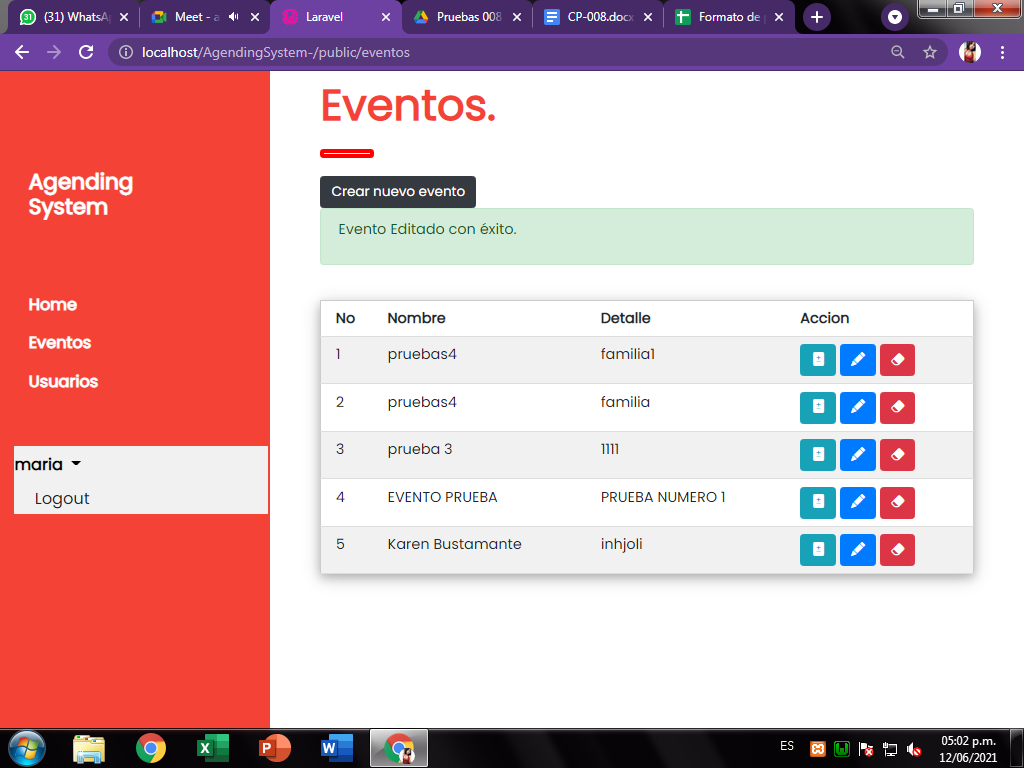 (31) WhatsA
Meet - a
Laravel
Pruebas 008
CP-008.docx
Formato de
localhost/AgendingSystem-/public/eventos
Agending
System
Home
Eventos
Usuarios
maria
Logout
Eventos.
Crear nuevo evento
Evento Editado con éxito.
No Nombre Detalle Accion
1 pruebas4 familia1
2 pruebas4 familia
3 prueba 3 1111
4 EVENTO PRUEBA PRUEBA NUMERO 1
5 Karen Bustamante inhjoli
ES
05:02 p.m.
12/06/2021